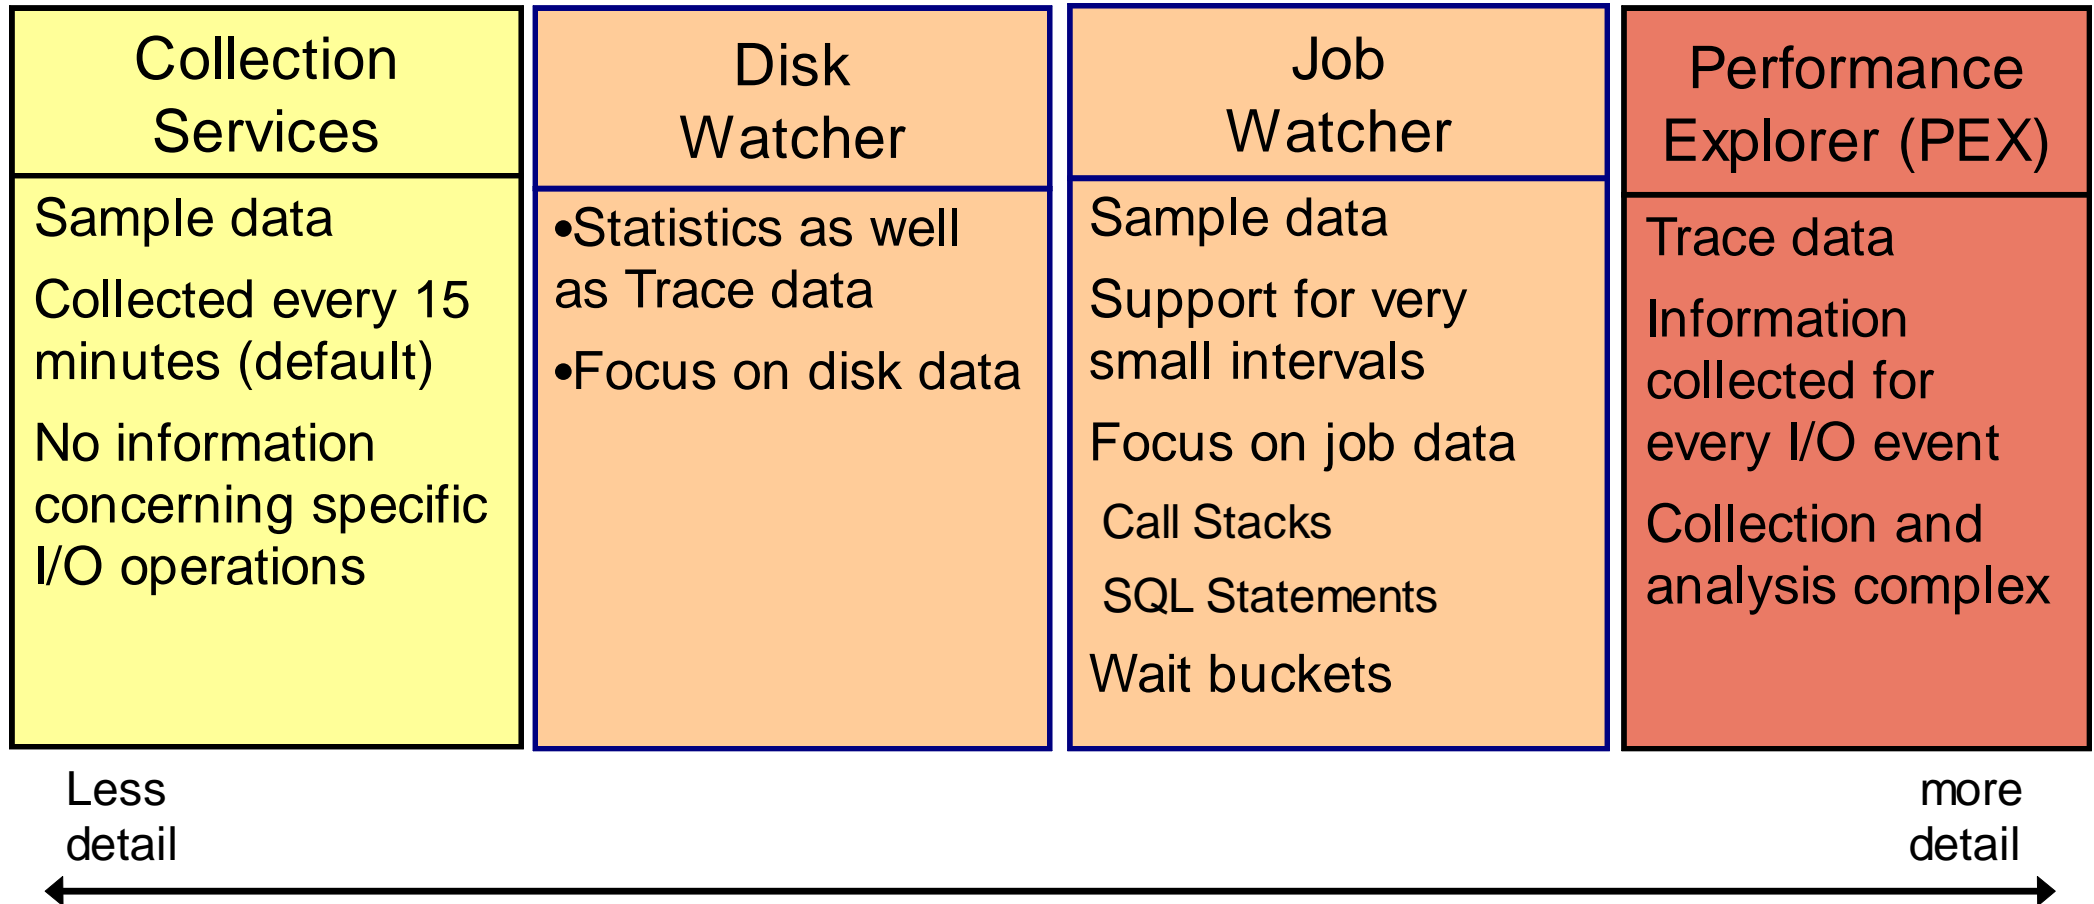 Collection
Services
Sample data
Collected every 15
minutes (default)
No information
concerning specific
I/O operations
Disk
Watcher
•Statistics as well
as Trace data
•Focus on disk data
Job
Watcher
Sample data
Support for very
small intervals
Focus on job data
Call Stacks
SQL Statements
Wait buckets
Performance
Explorer (PEX)
Trace data
Information
collected for
every I/O event
Collection and
analysis complex
Less
detail
more
detail